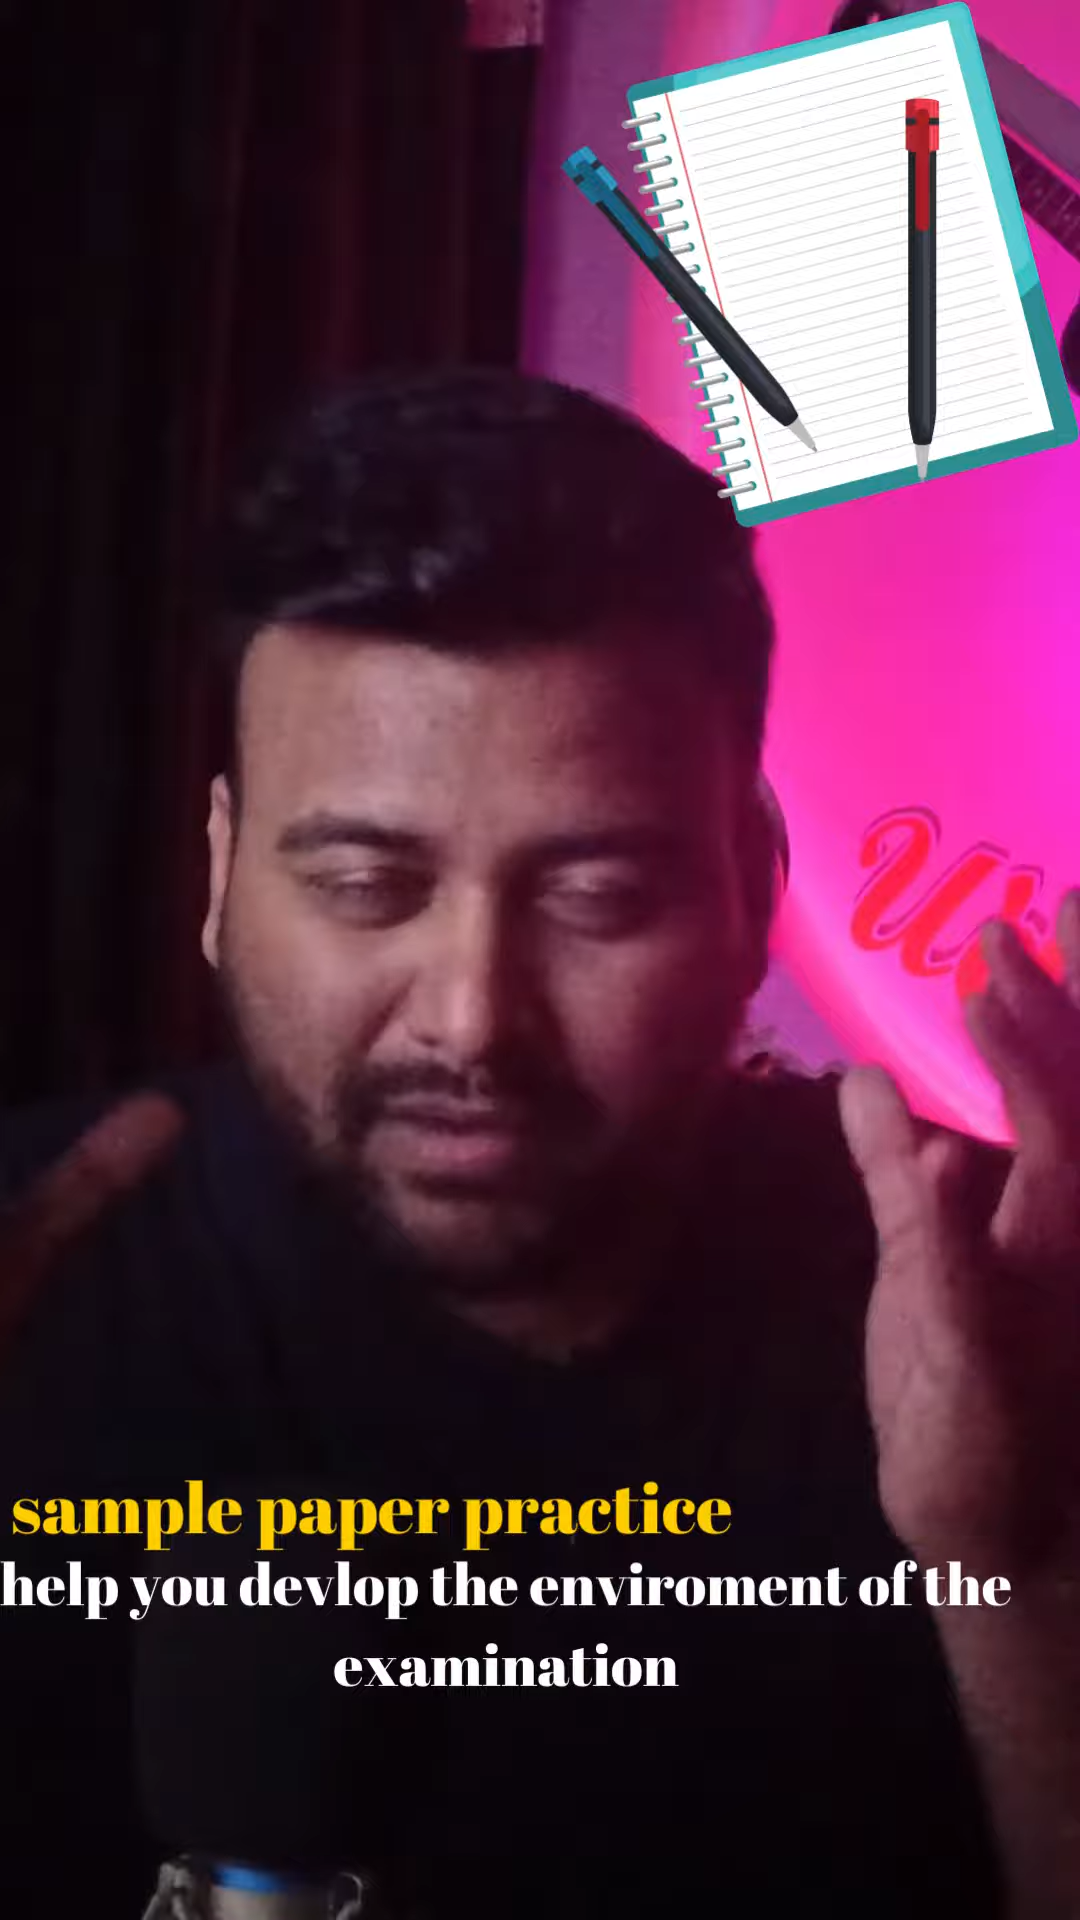 sample paper practice
help you devlop the enviroment of the
examination